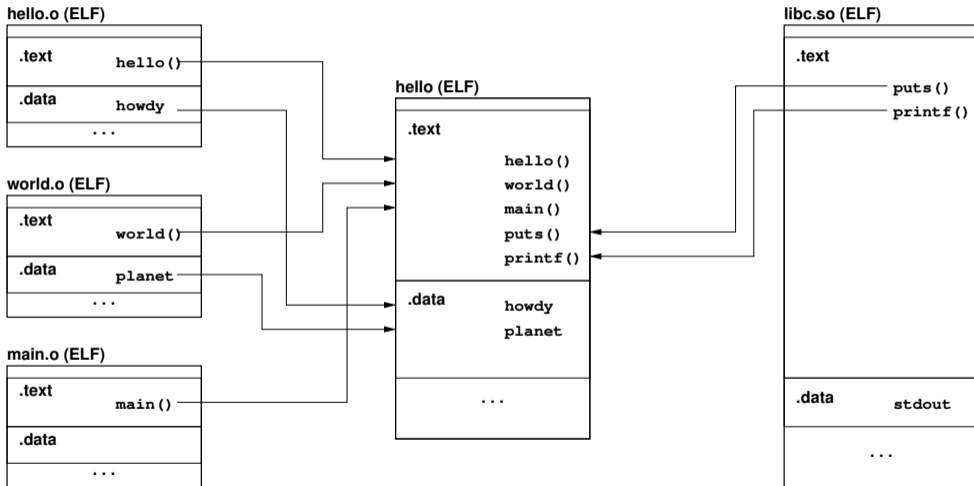 hello.o (ELF)
.text
hello()
.data
howdy
...
world.o (ELF)
.text
world()
.data
planet
...
main.o (ELF)
.text
main()
.data
...
hello (ELF)
.text
hello()
world()
main()
puts()
printf()
.data
howdy
planet
...
libc.so (ELF)
.text
puts()
printf()
.data
stdout
...